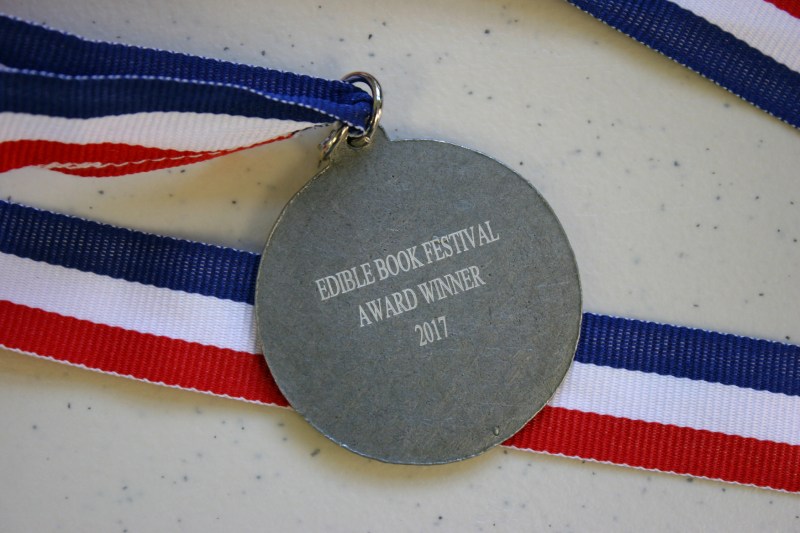 EDIBLE BOOK FESTIVAL
AWARD WINNER
2017